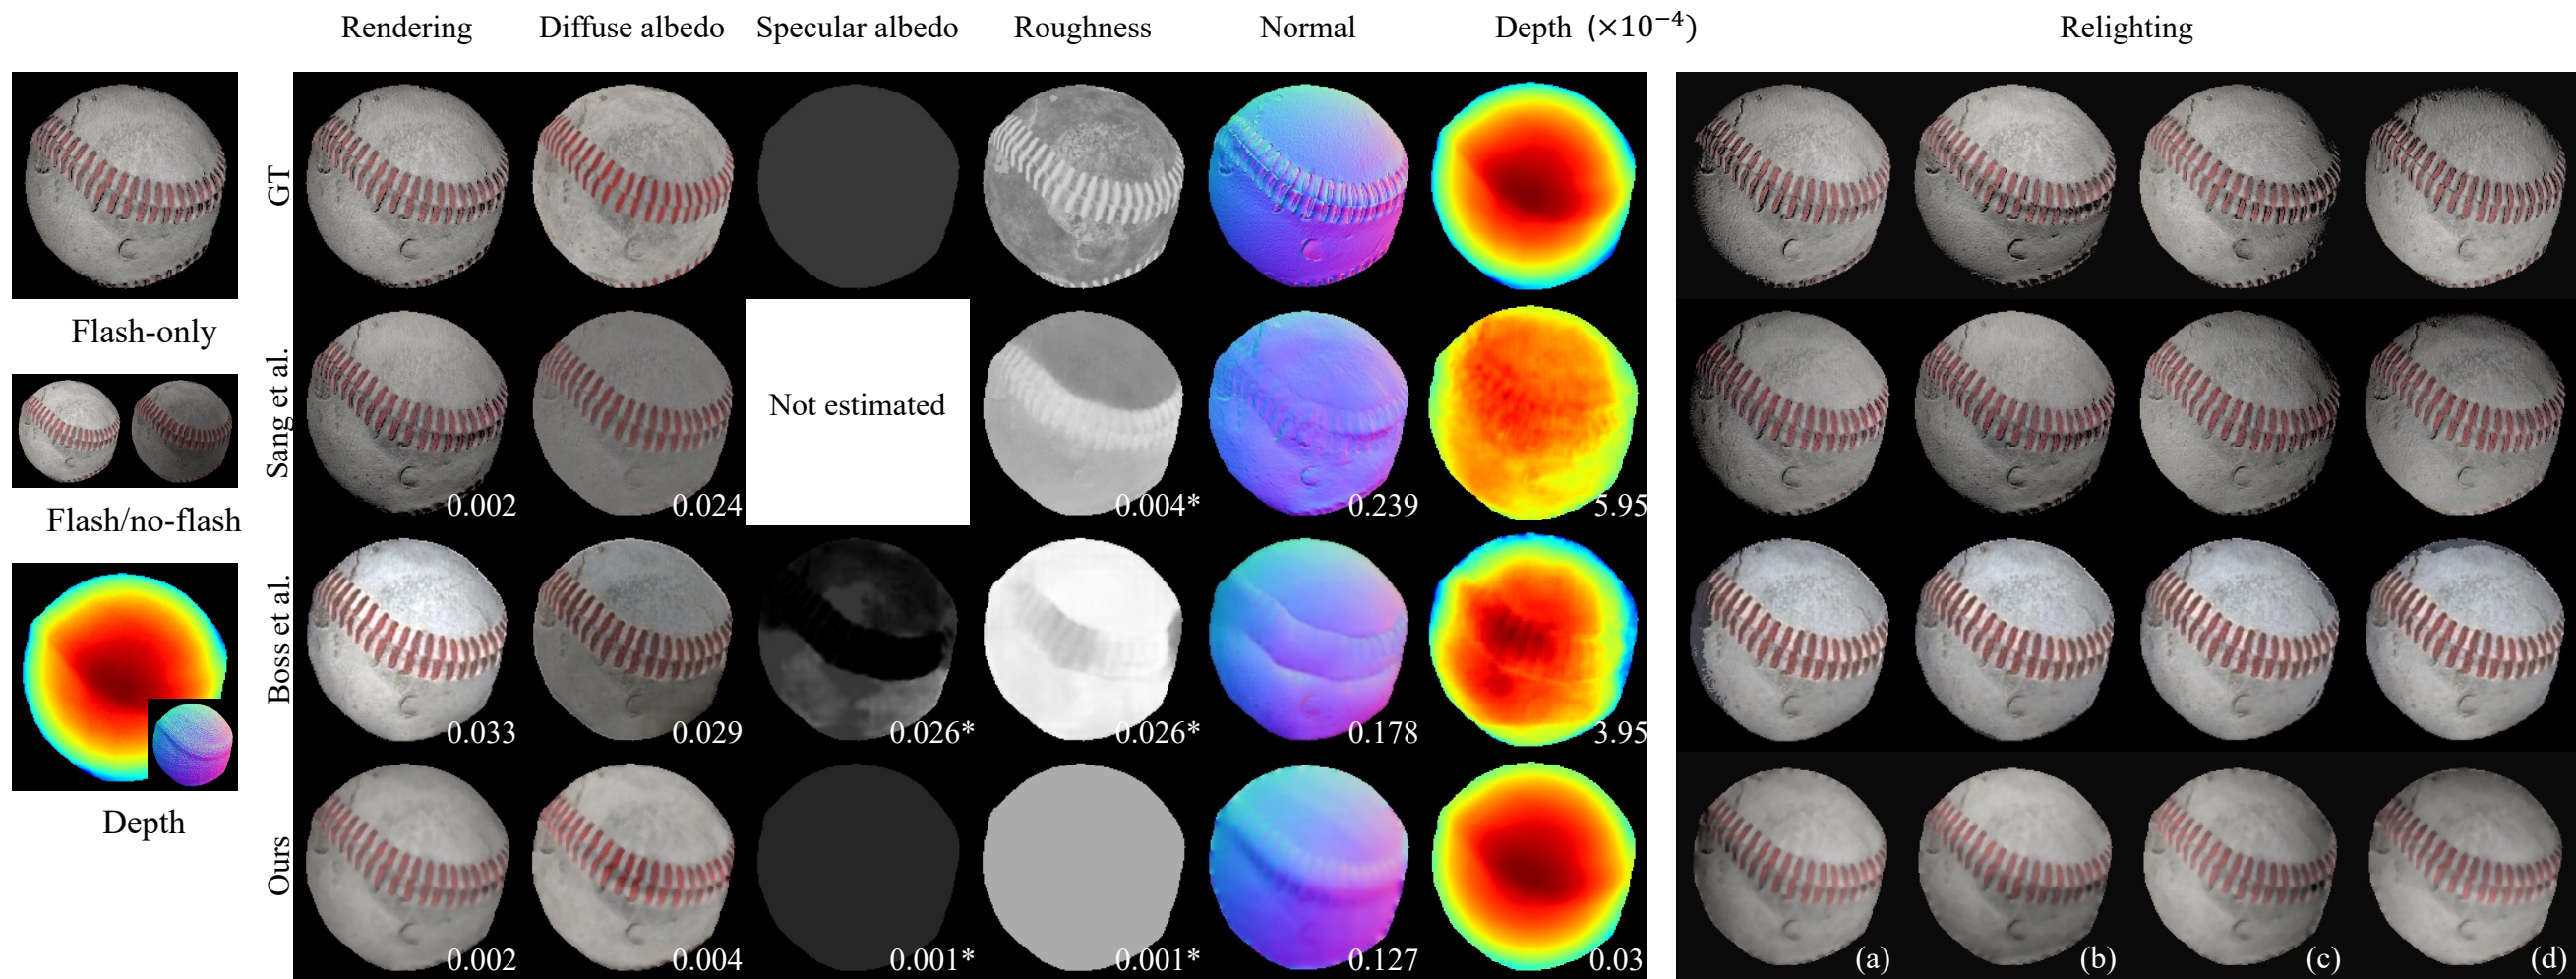 Rendering Diffuse albedo Specular albedo Roughness Normal Depth (×10⁻⁴) Relighting
GT
Flash-only
Sang et al.
Not estimated
0.002 0.024 0.004* 0.239 5.95
Flash/no-flash
Boss et al.
0.033 0.029 0.026* 0.026* 0.178 3.95
Depth
Ours
0.002 0.004 0.001* 0.001* 0.127 0.03 (a) (b) (c) (d)